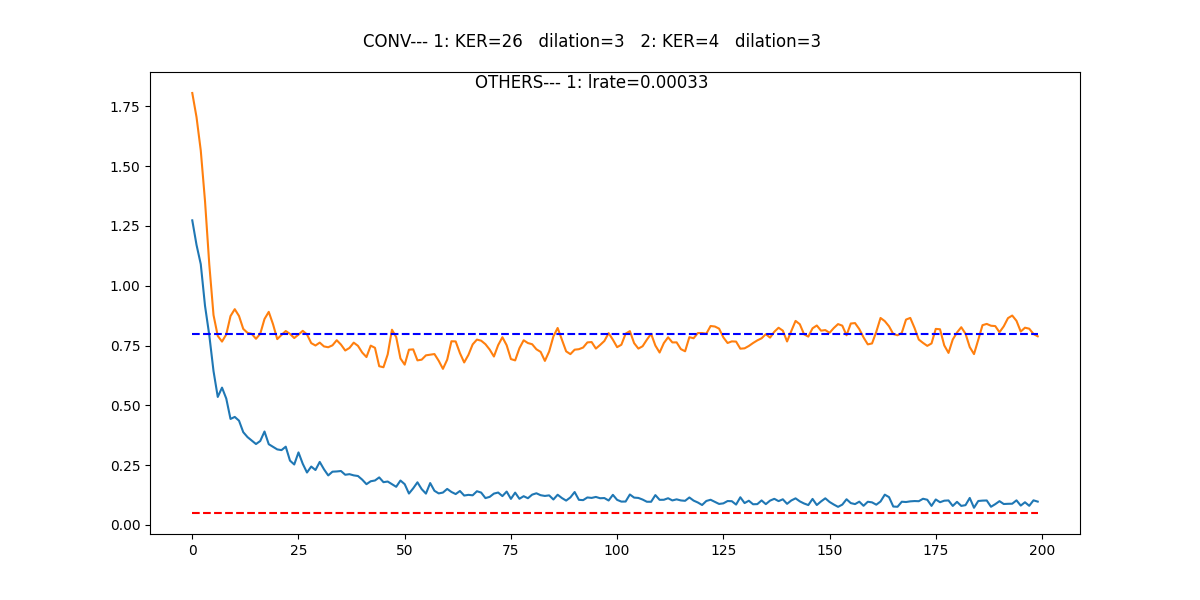 CONV--- 1: KER=26   dilation=3   2: KER=4   dilation=3
OTHERS--- 1: lrate=0.00033
1.75
1.50
1.25
1.00
0.75
0.50
0.25
0.00
0 25 50 75 100 125 150 175 200